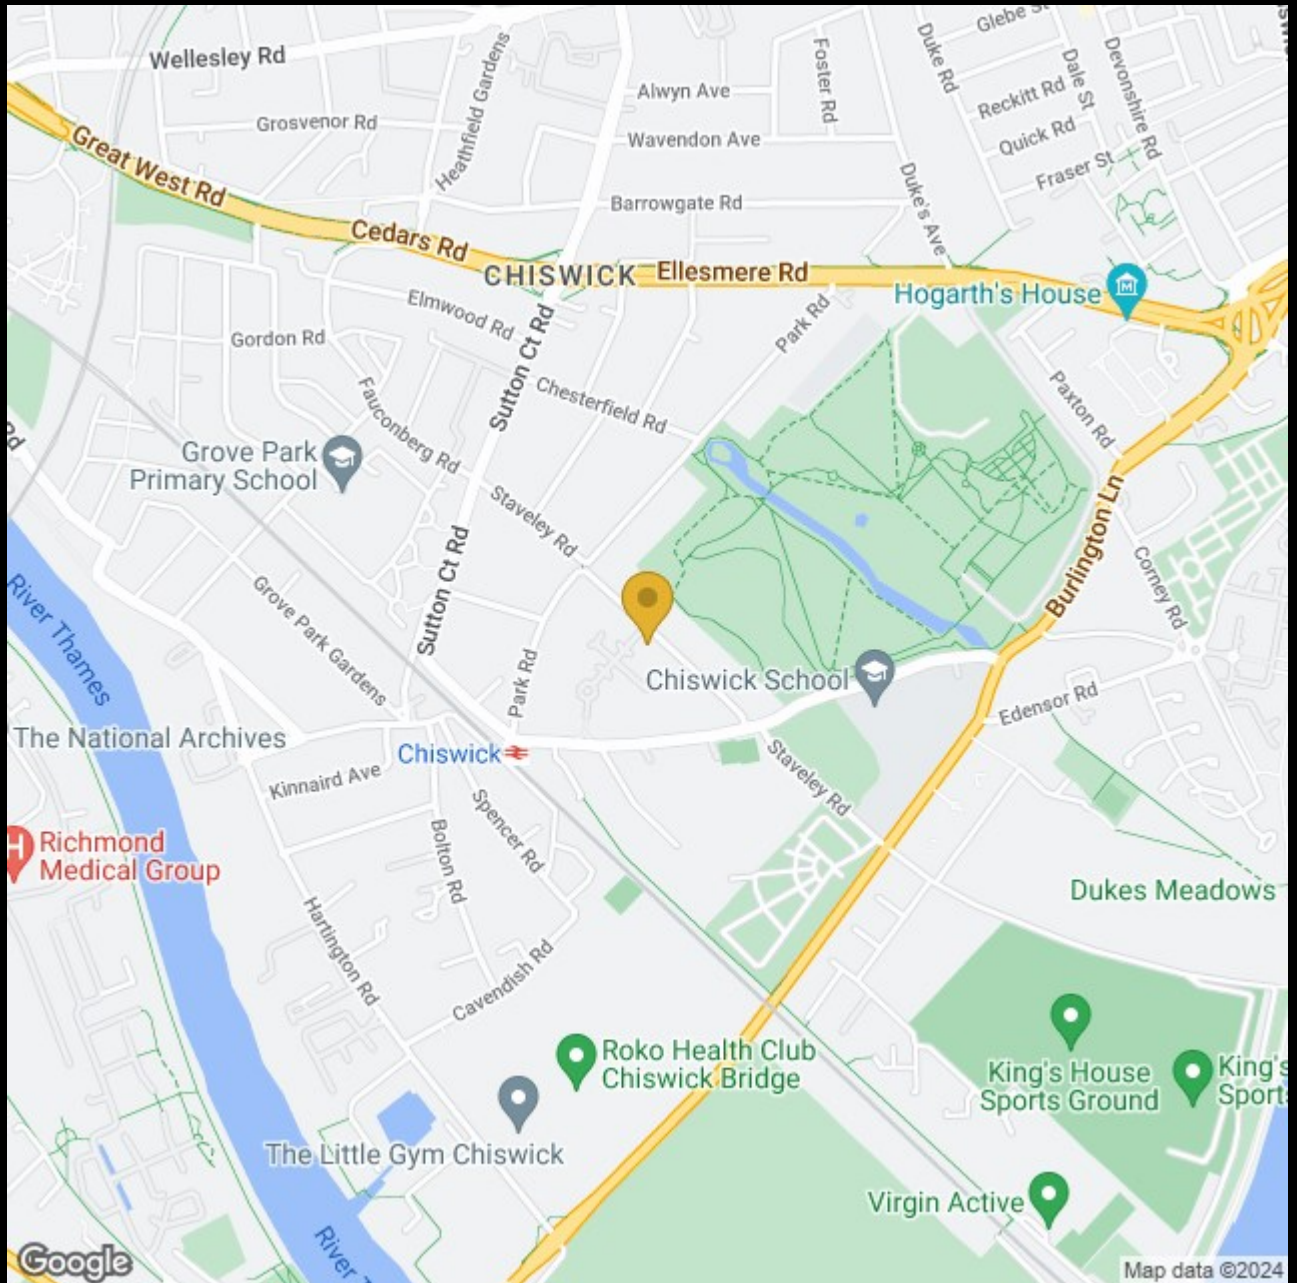 Glebe St
Wellesley Rd
Heathfield Gardens
Alwyn Ave
Foster Rd
Duke Rd
Dale St
Devonshire Rd
Reckitt Rd
Grosvenor Rd
Wavendon Ave
Quick Rd
Fraser St
Great West Rd
Barrowgate Rd
Duke's Ave
Cedars Rd
CHISWICK
Ellesmere Rd
Hogarth's House
Elmwood Rd
Park Rd
Gordon Rd
Sutton Ct Rd
Chesterfield Rd
Paxton Rd
Fauconberg Rd
Rd
Grove Park
Primary School
Staveley Rd
Burlington Ln
Sutton Ct Rd
Corney Rd
River Thames
Grove Park Gardens
Park Rd
Chiswick School
Edensor Rd
The National Archives
Chiswick
Kinnaird Ave
Staveley Rd
Spencer Rd
Bolton Rd
H
Richmond
Medical Group
Dukes Meadows
Hartington Rd
Cavendish Rd
Roko Health Club
Chiswick Bridge
King's House
Sports Ground
King's
Sports
The Little Gym Chiswick
Virgin Active
River T
Google
Map data ©2024